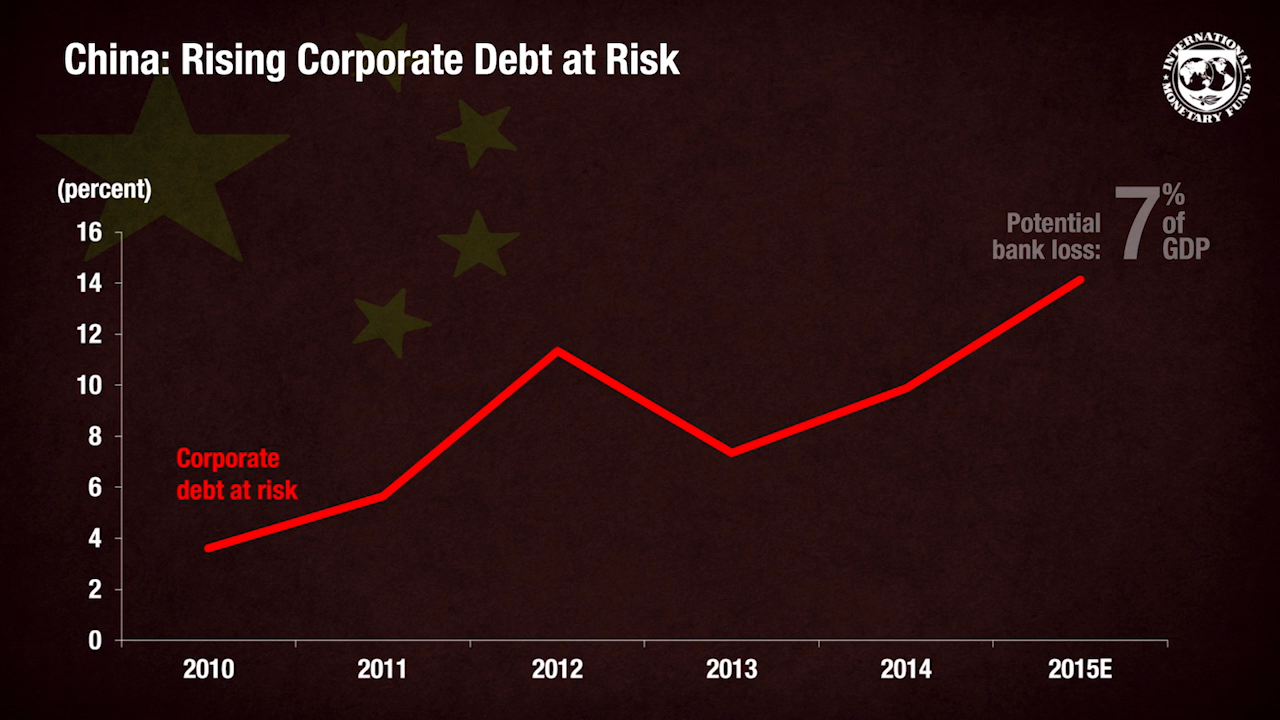 China: Rising Corporate Debt at Risk
INTERNATIONAL
MONETARY FUND
(percent)
Potential
bank loss:
7% of GDP
16
14
12
10
8
6
4
2
0
Corporate
debt at risk
2010 2011 2012 2013 2014 2015E